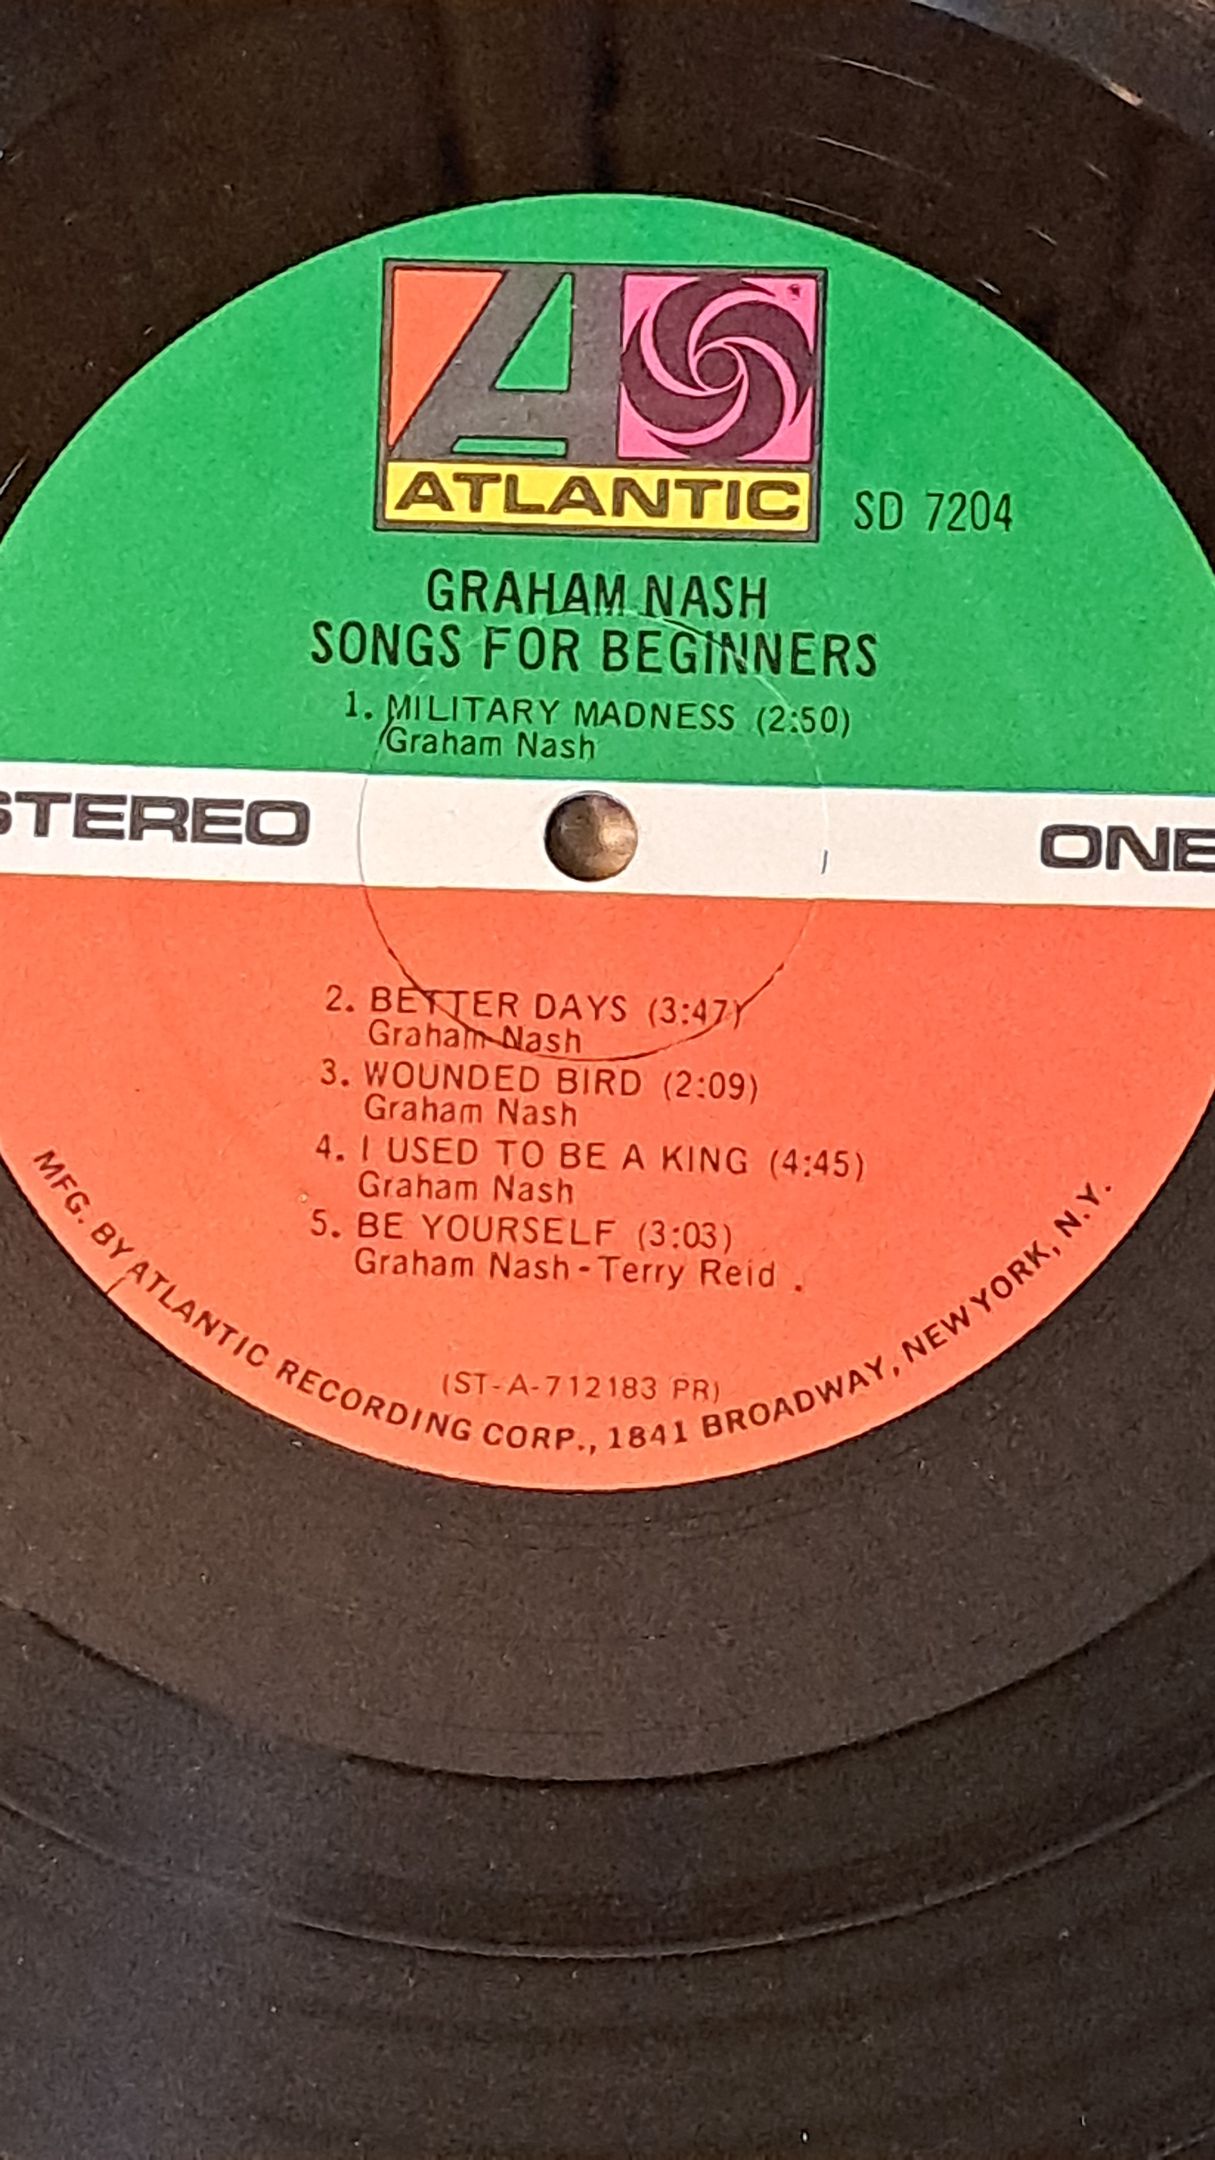 ATLANTIC
SD 7204
GRAHAM NASH
SONGS FOR BEGINNERS
1. MILITARY MADNESS (2:50)
Graham Nash
STEREO
ONE
2. BETTER DAYS (3:47)
Graham Nash
3. WOUNDED BIRD (2:09)
Graham Nash
4. I USED TO BE A KING (4:45)
Graham Nash
5. BE YOURSELF (3:03)
Graham Nash - Terry Reid
(ST-A-712183 PR)
MFG. BY ATLANTIC RECORDING CORP., 1841 BROADWAY, NEW YORK, N.Y.